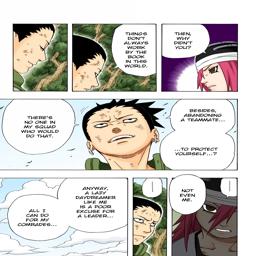 THEN,
WHY
DIDN'T
YOU?
THINGS
DON'T
ALWAYS
WORK
BY THE
BOOK
IN THIS
WORLD.
BESIDES,
ABANDONING
A TEAMMATE...
...TO PROTECT
YOURSELF...?
THERE'S
NO ONE IN
MY SQUAD
WHO WOULD
DO THAT.
NOT
EVEN
ME.
ANYWAY,
A LAZY
DAYDREAMER
LIKE ME
IS A POOR
EXCUSE FOR
A LEADER...
ALL I
CAN DO
FOR MY
COMRADES...